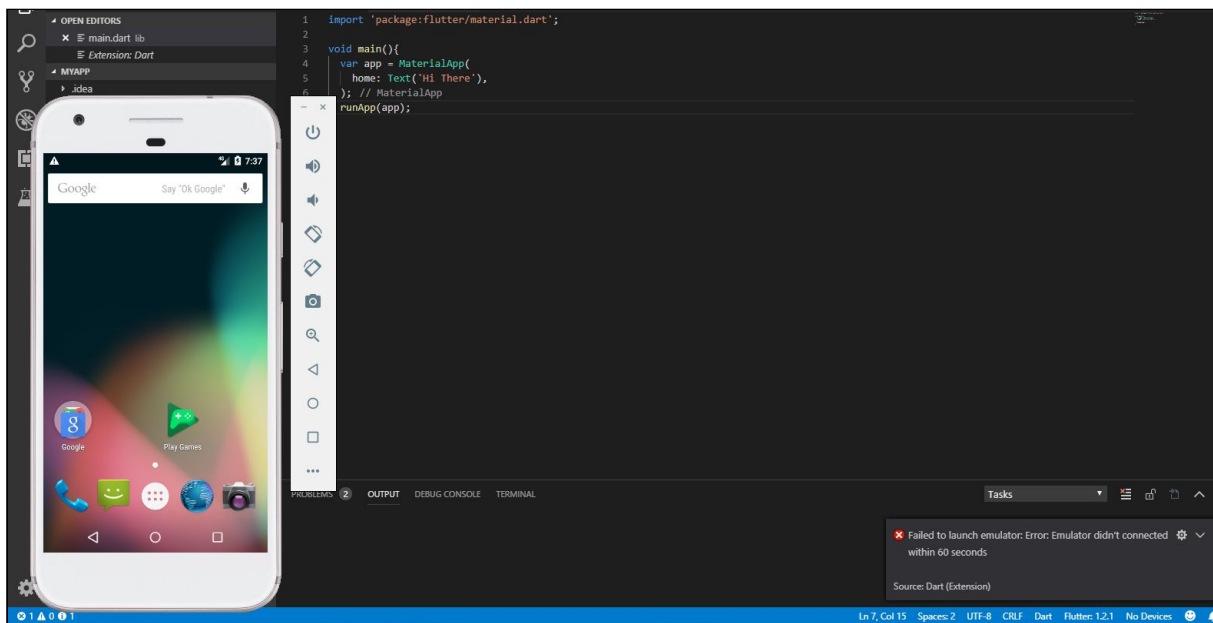 OPEN EDITORS
main.dart lib
Extension: Dart
MYAPP
.idea
7:37
Google Say "Ok Google"
Google
Play Games
1 import 'package:flutter/material.dart';
2
3 void main(){
4 var app = MaterialApp(
5 home: Text('Hi There'),
6 ); // MaterialApp
runApp(app);
PROBLEMS 2 OUTPUT DEBUG CONSOLE TERMINAL
Tasks
Failed to launch emulator: Error: Emulator didn't connected
within 60 seconds
Source: Dart (Extension)
1 0 1
Ln 7, Col 15 Spaces: 2 UTF-8 CRLF Dart Flutter: 1.2.1 No Devices